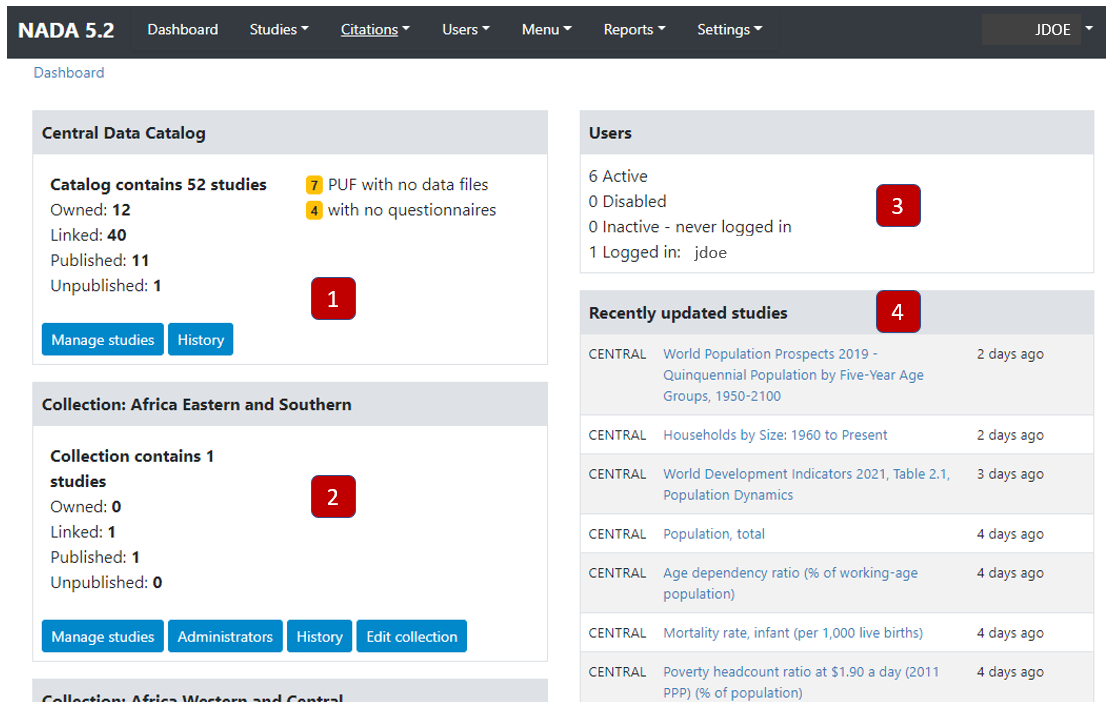 NADA 5.2 Dashboard Studies Citations Users Menu Reports Settings JDOE
Dashboard
Central Data Catalog
Catalog contains 52 studies
Owned: 12
Linked: 40
Published: 11
Unpublished: 1
7 PUF with no data files
4 with no questionnaires
1
Manage studies History
Collection: Africa Eastern and Southern
Collection contains 1
studies
Owned: 0
Linked: 1
Published: 1
Unpublished: 0
2
Manage studies Administrators History Edit collection
Collection: Africa Western and Central
Users
6 Active
0 Disabled
0 Inactive - never logged in
1 Logged in: jdoe
3
Recently updated studies
4
CENTRAL World Population Prospects 2019 - 2 days ago
Quinquennial Population by Five-Year Age
Groups, 1950-2100
CENTRAL Households by Size: 1960 to Present 2 days ago
CENTRAL World Development Indicators 2021, Table 2.1, 3 days ago
Population Dynamics
CENTRAL Population, total 4 days ago
CENTRAL Age dependency ratio (% of working-age 4 days ago
population)
CENTRAL Mortality rate, infant (per 1,000 live births) 4 days ago
CENTRAL Poverty headcount ratio at $1.90 a day (2011 4 days ago
PPP) (% of population)